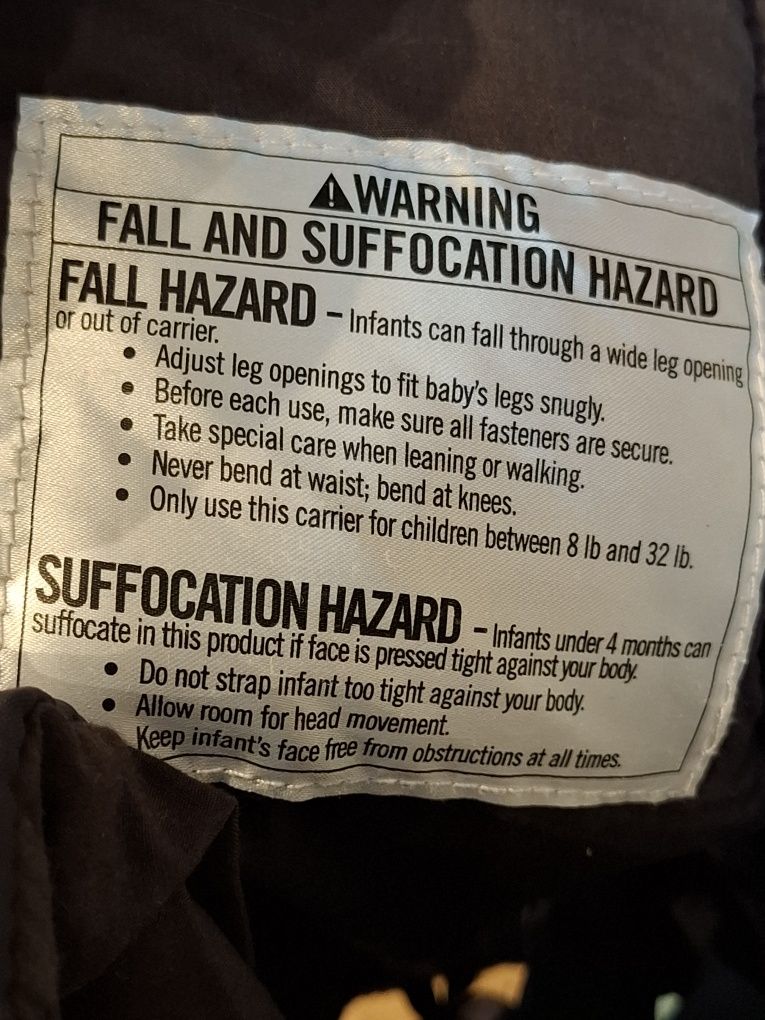 ⚠WARNING
FALL AND SUFFOCATION HAZARD
FALL HAZARD – Infants can fall through a wide leg opening
or out of carrier.
• Adjust leg openings to fit baby's legs snugly.
• Before each use, make sure all fasteners are secure.
• Take special care when leaning or walking.
• Never bend at waist; bend at knees.
• Only use this carrier for children between 8 lb and 32 lb.
SUFFOCATION HAZARD – Infants under 4 months can
suffocate in this product if face is pressed tight against your body.
• Do not strap infant too tight against your body.
• Allow room for head movement.
Keep infant's face free from obstructions at all times.